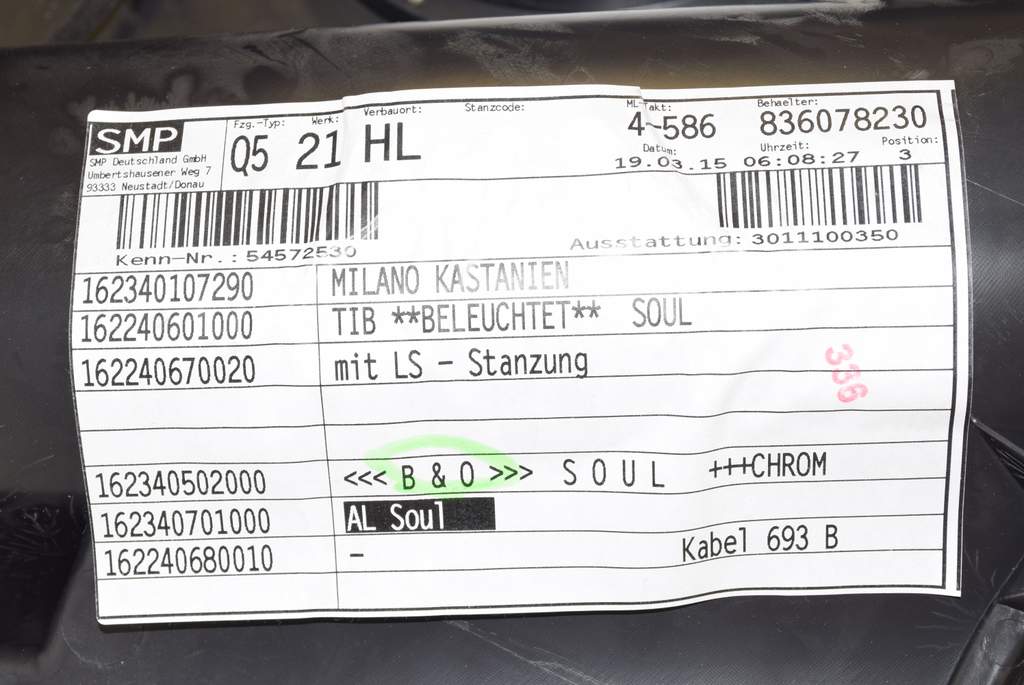 SMP
SMP Deutschland GmbH
Umbertshausener Weg 7
93333 Neustadt/Donau
Fzg.-Typ: Werk: Verbauort: Stanzcode: ML-Takt: Behaelter:
Q5 21 HL 4-586 836078230
Datum: Uhrzeit: Position:
19.03.15 06:08:27 3
Kenn-Nr.: 54572530 Ausstattung: 3011100350
162340107290 MILANO KASTANIEN
162240601000 TIB **BELEUCHTET** SOUL
162240670020 mit LS - Stanzung
336
162340502000 <<< B & O >>> S O U L +++CHROM
162340701000 AL Soul
162240680010 - Kabel 693 B